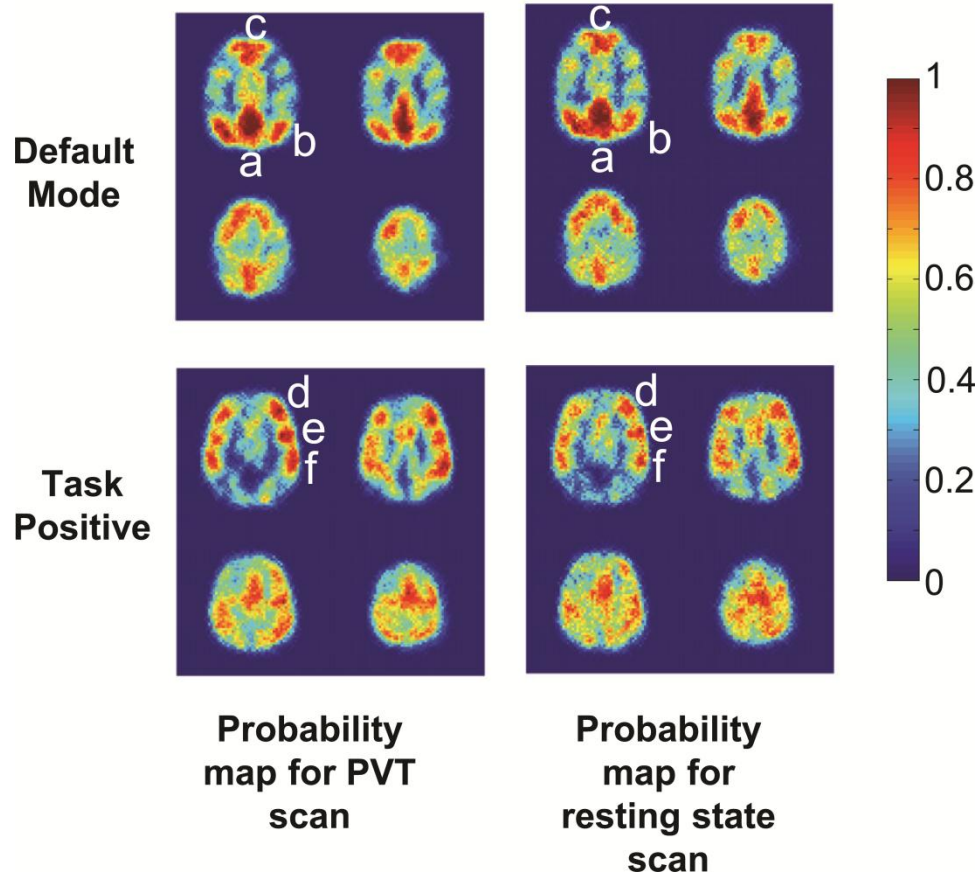 c
c
Default
Mode
b
a
b
a
1
0.8
0.6
0.4
0.2
0
Task
Positive
d
e
f
d
e
f
Probability
map for PVT
scan
Probability
map for
resting state
scan